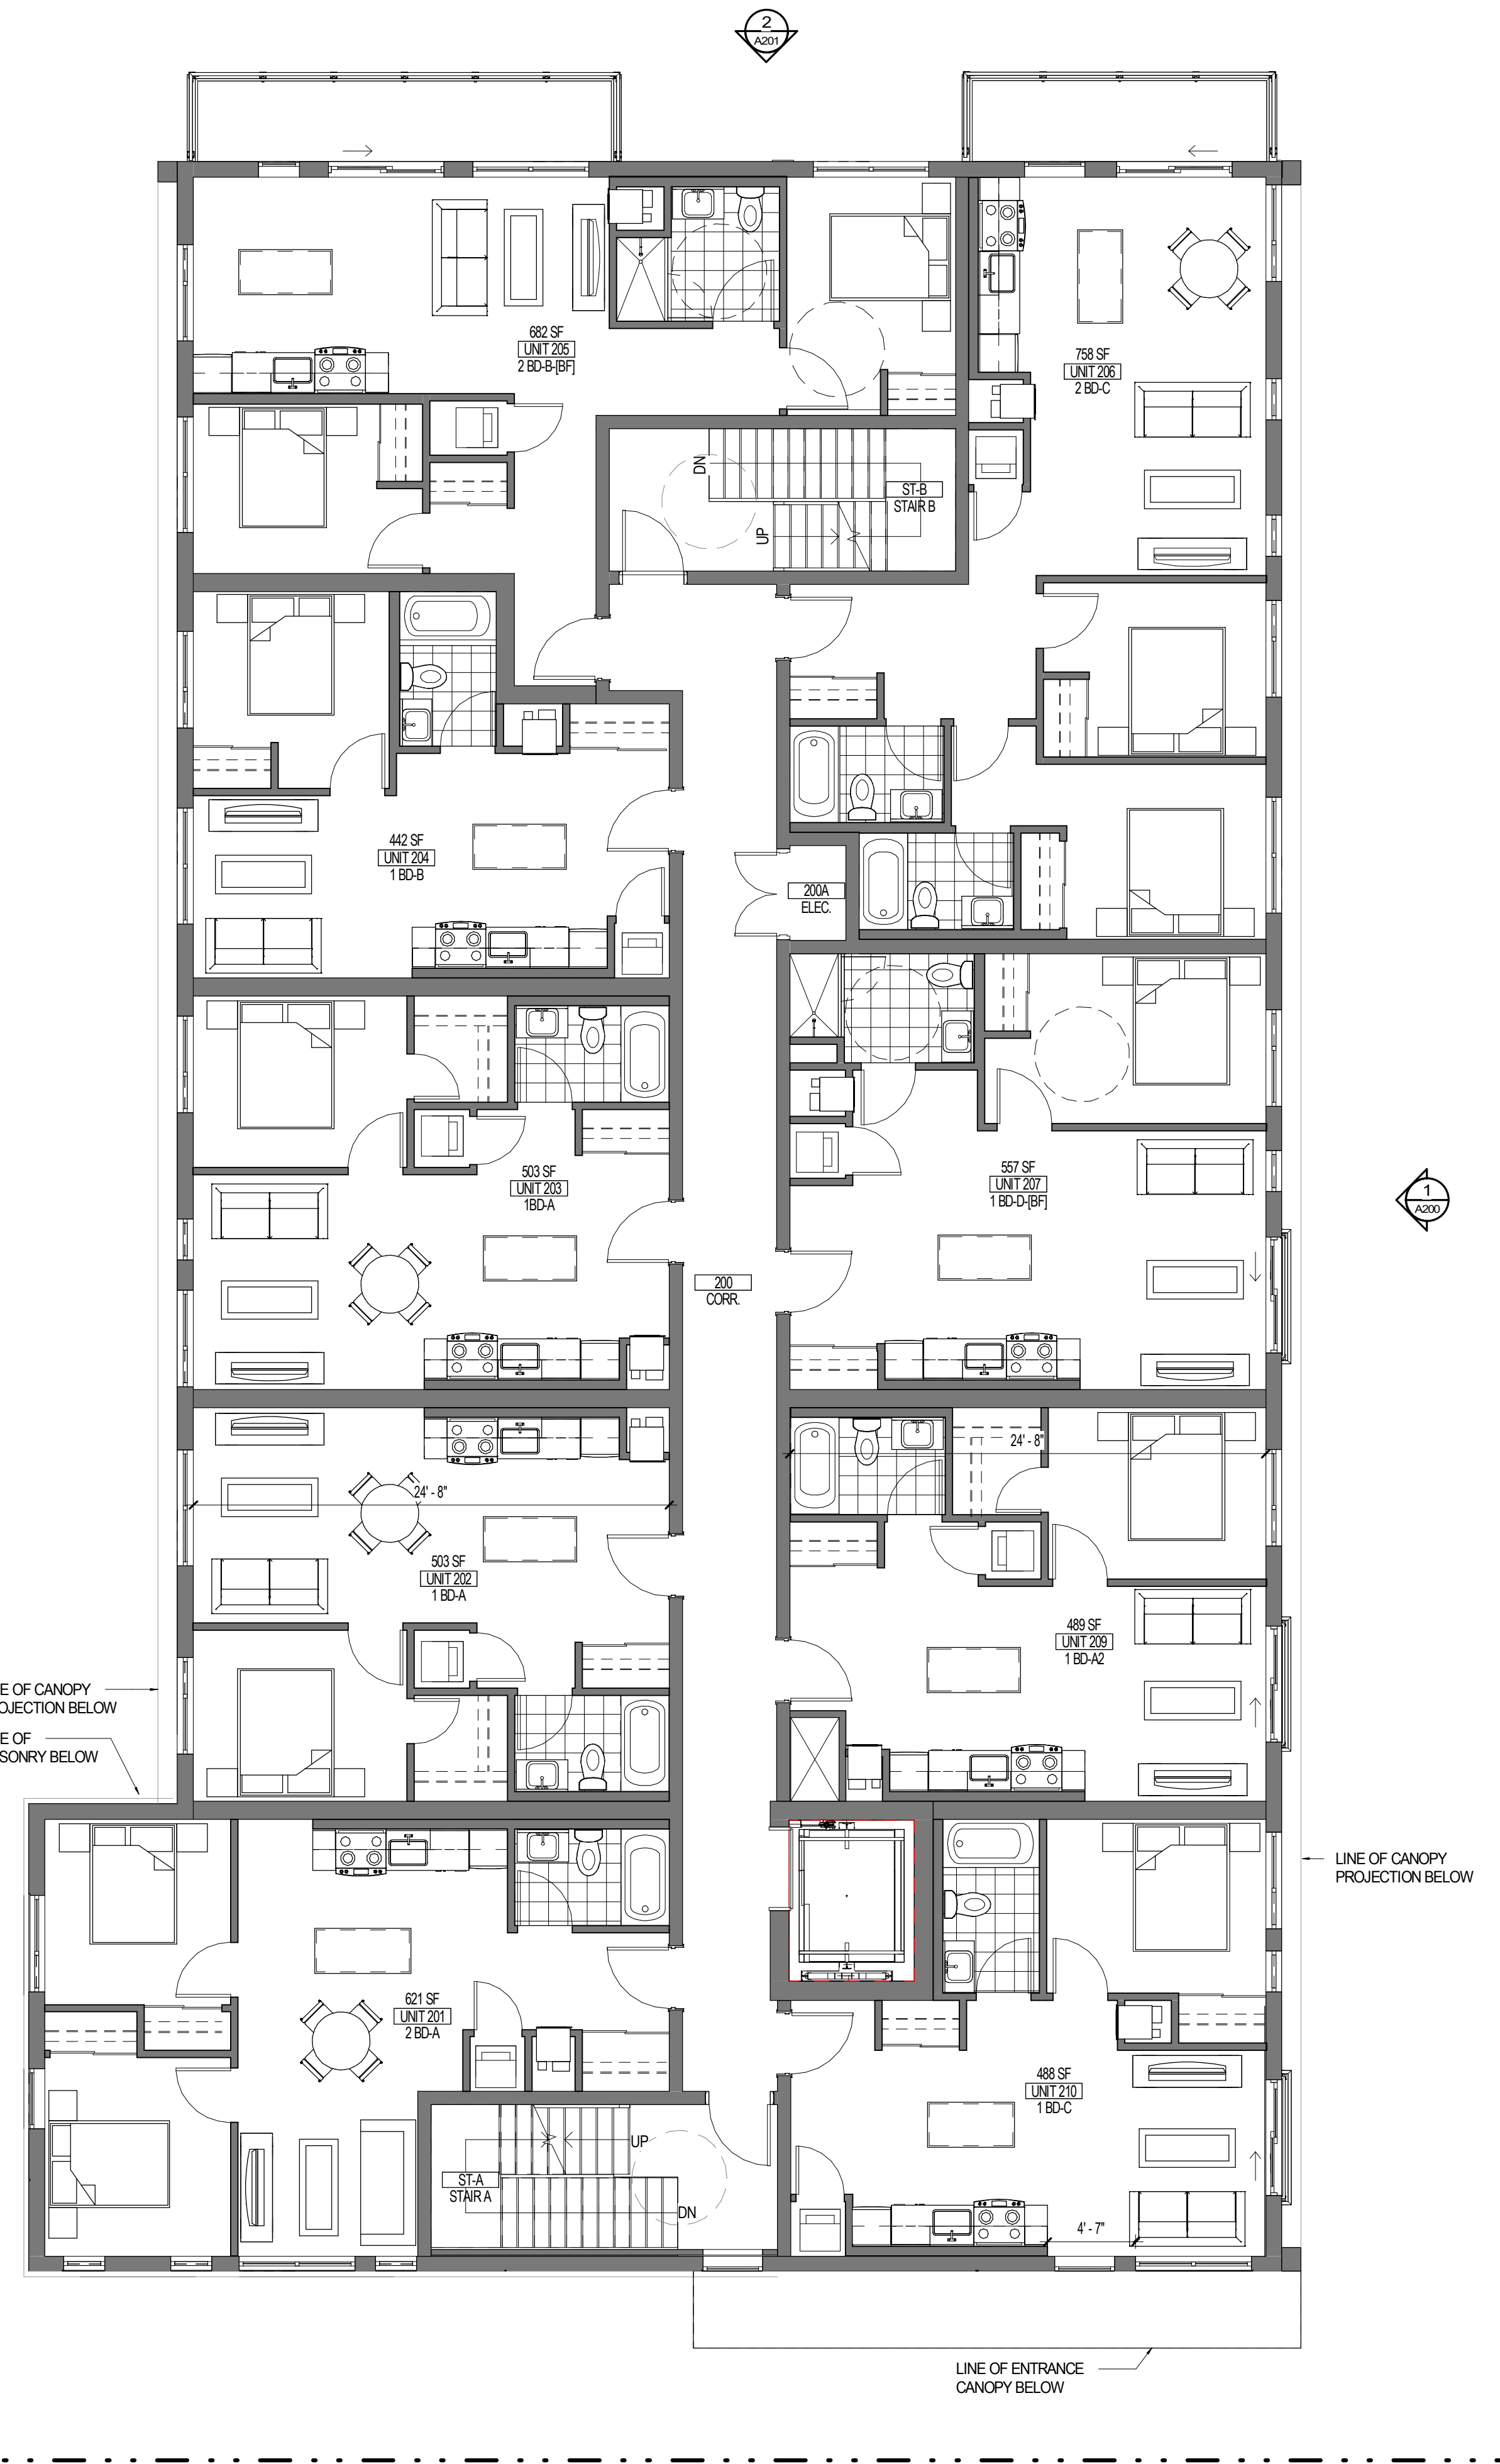 2
A201
682 SF
UNIT 205
2 BD-B-[BF]
758 SF
UNIT 206
2 BD-C
DN
UP
ST-B
STAIR B
442 SF
UNIT 204
1 BD-B
200A
ELEC.
503 SF
UNIT 203
1BD-A
557 SF
UNIT 207
1 BD-D-[BF]
1
A200
200
CORR.
24' - 8"
24' - 8"
503 SF
UNIT 202
1 BD-A
489 SF
UNIT 209
1 BD-A2
E OF CANOPY
OJECTION BELOW
E OF
SONRY BELOW
LINE OF CANOPY
PROJECTION BELOW
621 SF
UNIT 201
2 BD-A
488 SF
UNIT 210
1 BD-C
UP
ST-A
STAIR A
DN
4' - 7"
LINE OF ENTRANCE
CANOPY BELOW